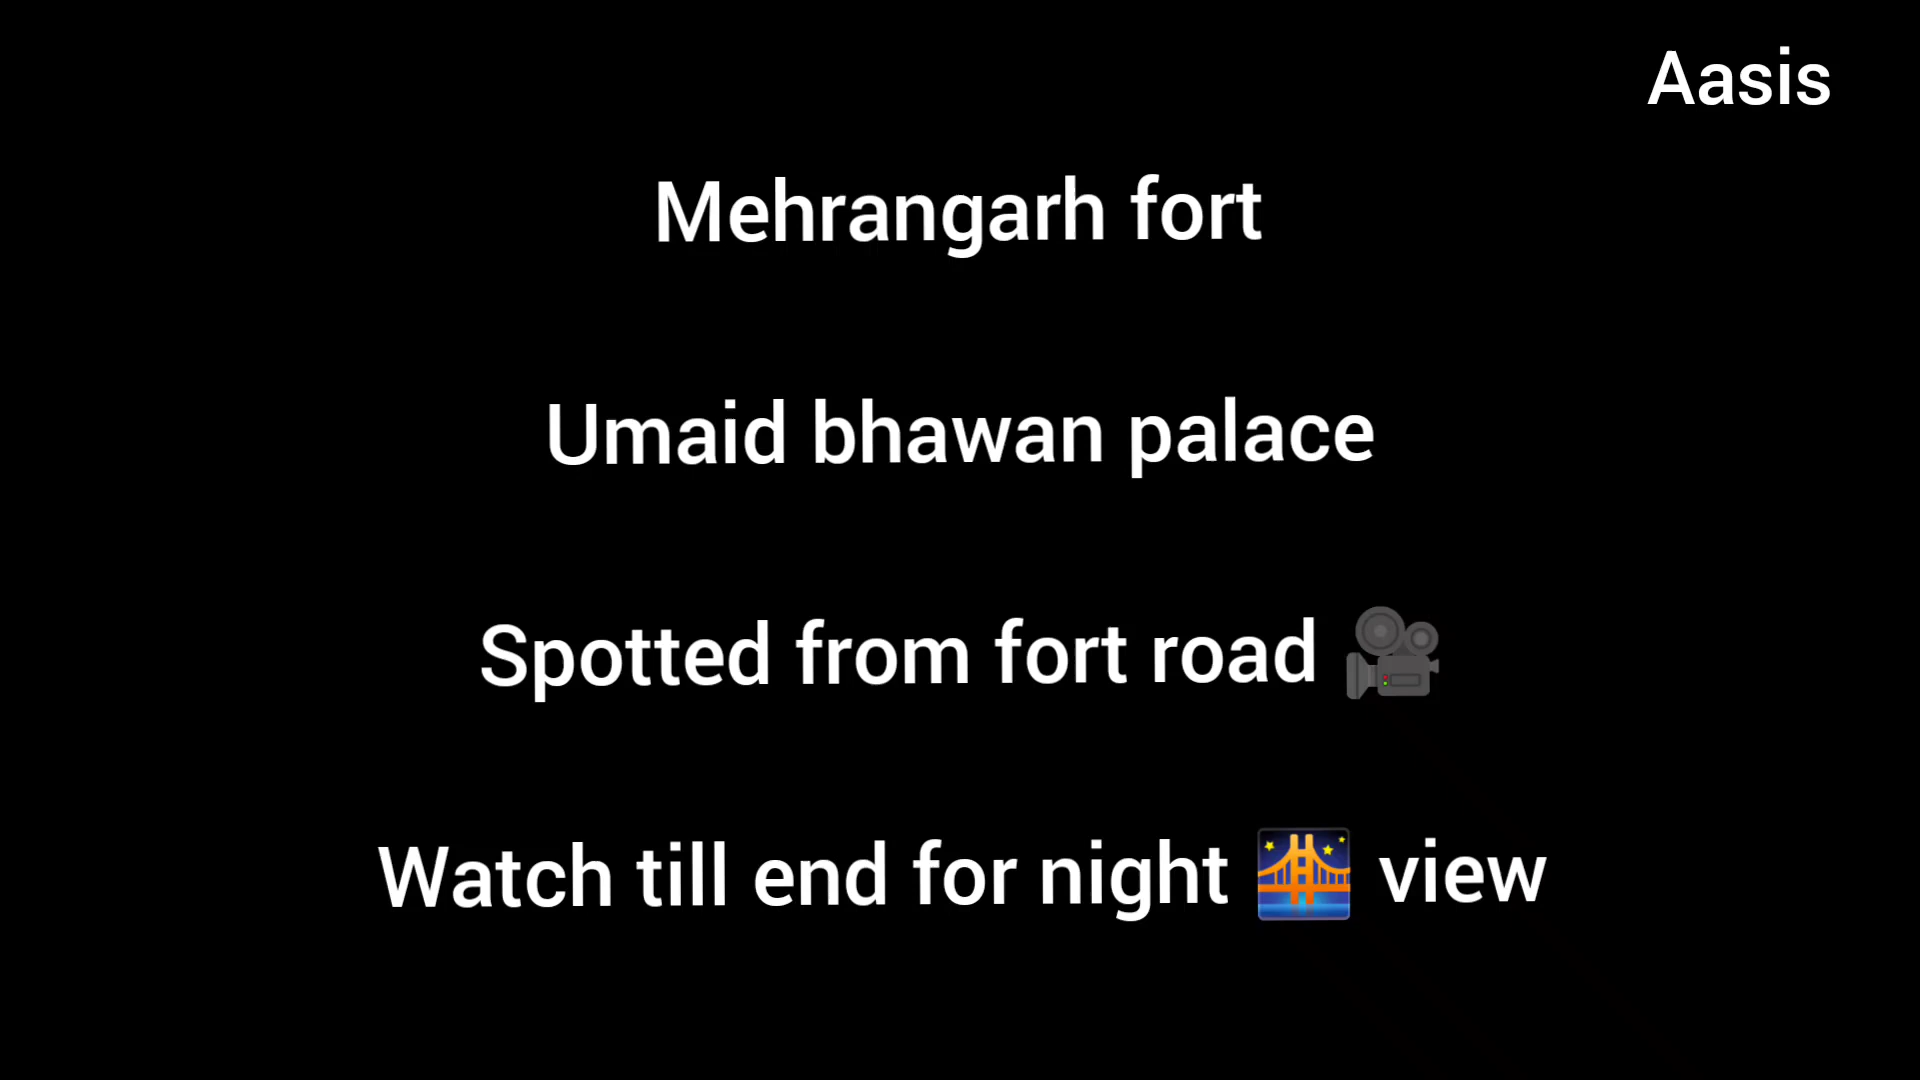 Aasis
Mehrangarh fort
Umaid bhawan palace
Spotted from fort road 🎥
Watch till end for night 🌉 view